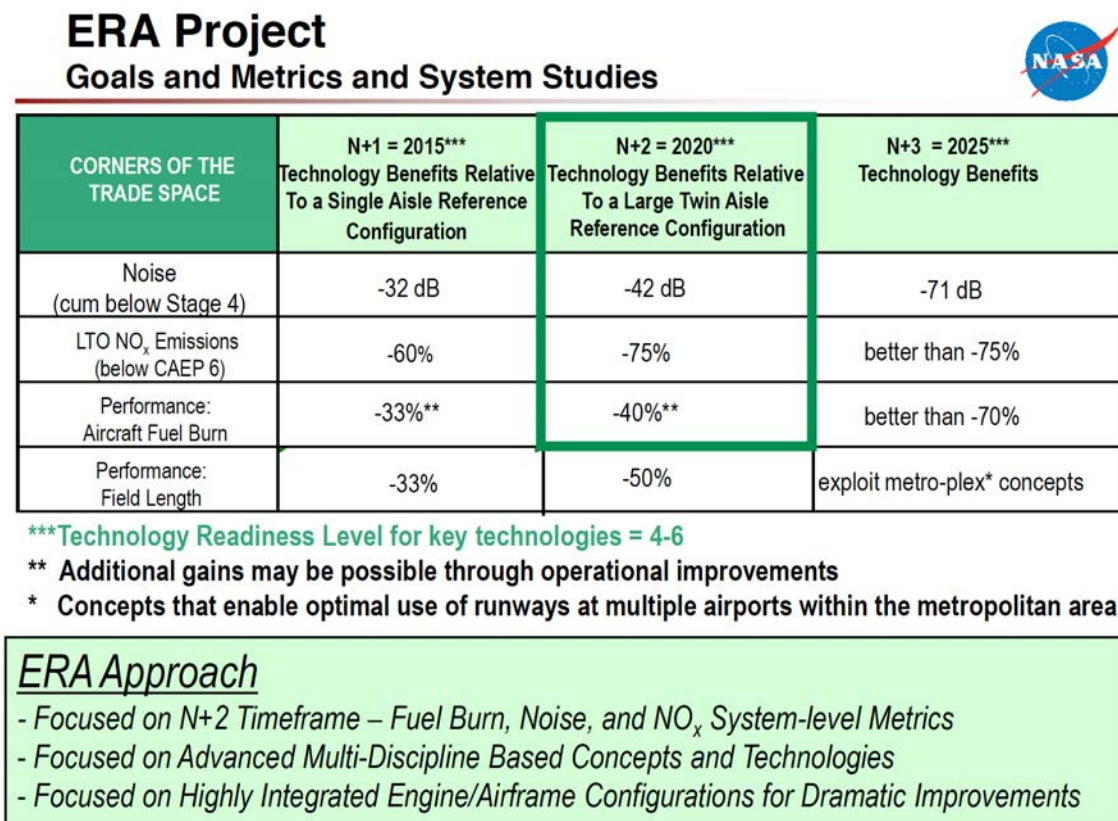 ERA Project
Goals and Metrics and System Studies
NASA
CORNERS OF THE
TRADE SPACE
N+1 = 2015***
Technology Benefits Relative
To a Single Aisle Reference
Configuration
N+2 = 2020***
Technology Benefits Relative
To a Large Twin Aisle
Reference Configuration
N+3 = 2025***
Technology Benefits
Noise
(cum below Stage 4)
-32 dB
-42 dB
-71 dB
LTO NOx Emissions
(below CAEP 6)
-60%
-75%
better than -75%
Performance:
Aircraft Fuel Burn
-33%**
-40%**
better than -70%
Performance:
Field Length
-33%
-50%
exploit metro-plex* concepts
***Technology Readiness Level for key technologies = 4-6
** Additional gains may be possible through operational improvements
* Concepts that enable optimal use of runways at multiple airports within the metropolitan area
ERA Approach
- Focused on N+2 Timeframe – Fuel Burn, Noise, and NOx System-level Metrics
- Focused on Advanced Multi-Discipline Based Concepts and Technologies
- Focused on Highly Integrated Engine/Airframe Configurations for Dramatic Improvements